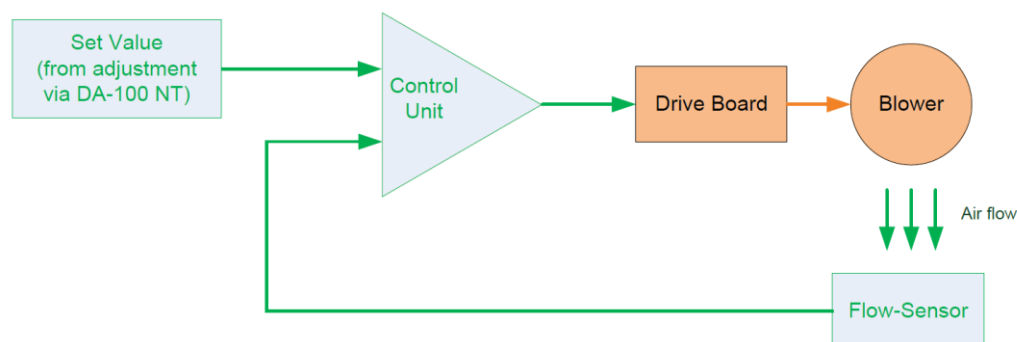 Set Value
(from adjustment
via DA-100 NT)
Control
Unit
Drive Board
Blower
Air flow
Flow-Sensor